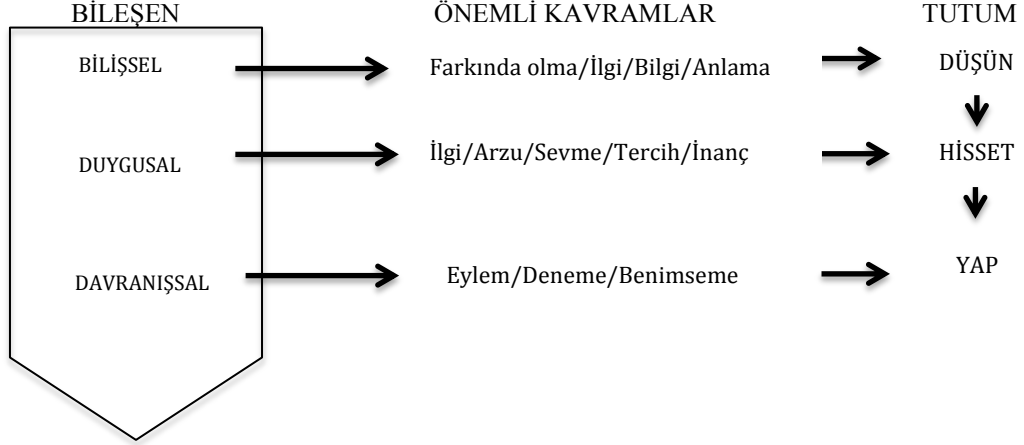 BİLEŞEN ÖNEMLİ KAVRAMLAR TUTUM
BİLİŞSEL Farkında olma/İlgi/Bilgi/Anlama DÜŞÜN
DUYGUSAL İlgi/Arzu/Sevme/Tercih/İnanç HİSSET
DAVRANIŞSAL Eylem/Deneme/Benimseme YAP